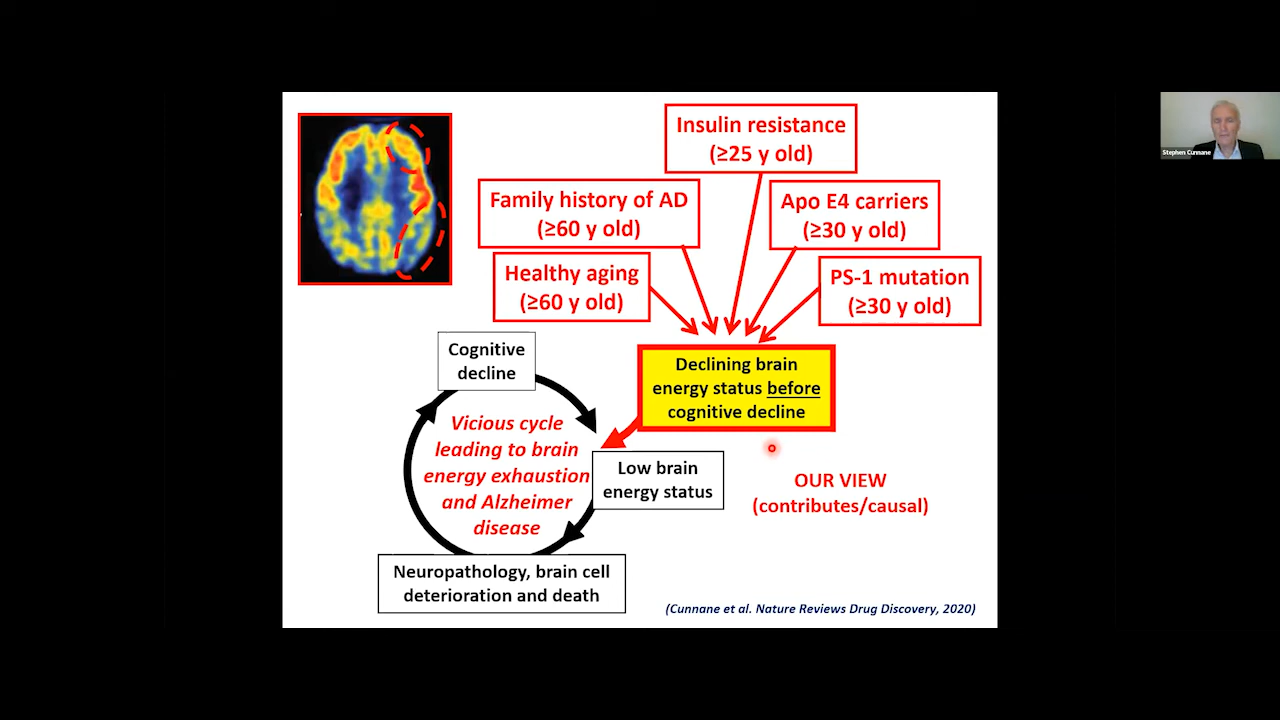 Insulin resistance
(≥25 y old)
Family history of AD
(≥60 y old)
Apo E4 carriers
(≥30 y old)
Healthy aging
(≥60 y old)
PS-1 mutation
(≥30 y old)
Declining brain
energy status before
cognitive decline
Cognitive
decline
Vicious cycle
leading to brain
energy exhaustion
and Alzheimer
disease
Low brain
energy status
OUR VIEW
(contributes/causal)
Neuropathology, brain cell
deterioration and death
(Cunnane et al. Nature Reviews Drug Discovery, 2020)
Stephen Cunnane